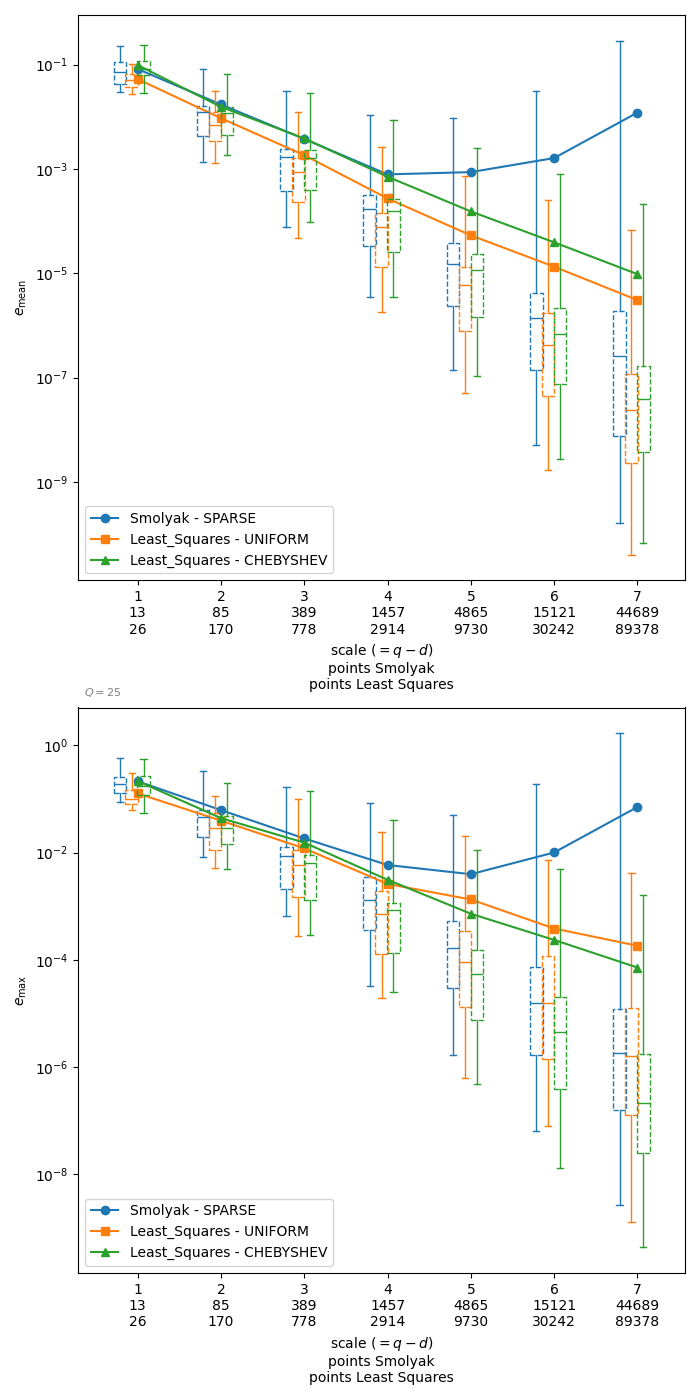 10⁻¹
10⁻³
10⁻⁵
10⁻⁷
10⁻⁹
e_mean
Smolyak - SPARSE
Least_Squares - UNIFORM
Least_Squares - CHEBYSHEV
1 2 3 4 5 6 7
13 85 389 1457 4865 15121 44689
26 170 778 2914 9730 30242 89378
scale (= q − d)
points Smolyak
points Least Squares
Q = 25
10⁰
10⁻²
10⁻⁴
10⁻⁶
10⁻⁸
e_max
Smolyak - SPARSE
Least_Squares - UNIFORM
Least_Squares - CHEBYSHEV
1 2 3 4 5 6 7
13 85 389 1457 4865 15121 44689
26 170 778 2914 9730 30242 89378
scale (= q − d)
points Smolyak
points Least Squares